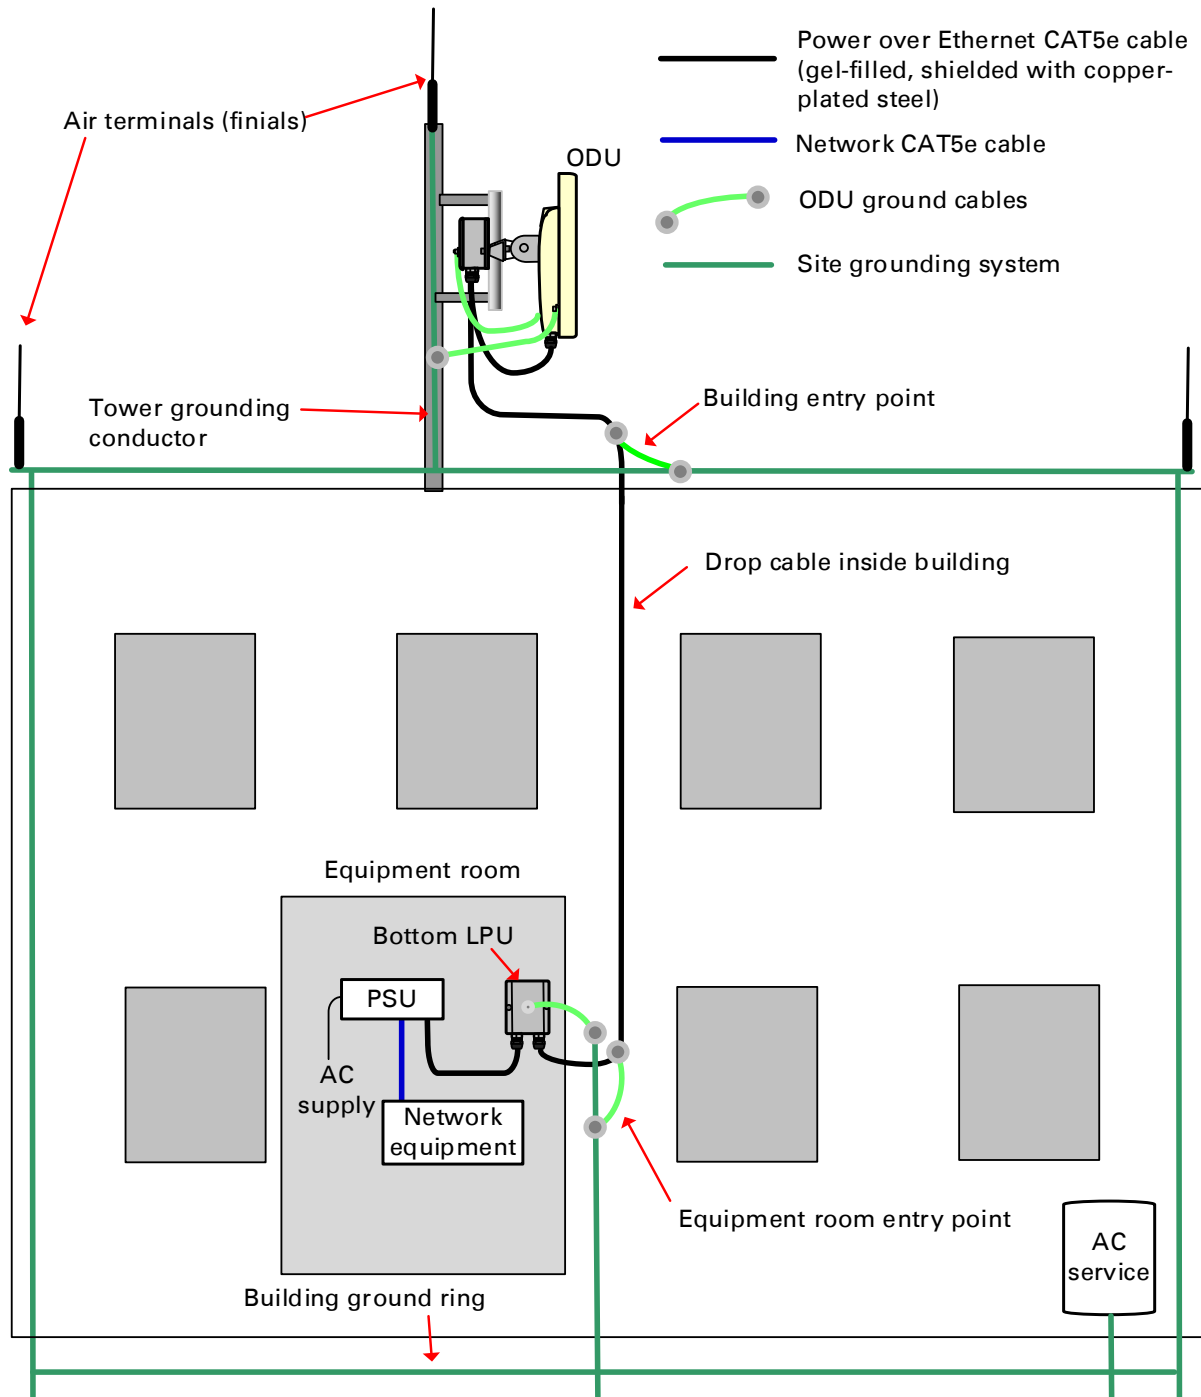 Power over Ethernet CAT5e cable
(gel-filled, shielded with copper-
plated steel)
Air terminals (finials)
Network CAT5e cable
ODU
ODU ground cables
Site grounding system
Tower grounding
conductor
Building entry point
Drop cable inside building
Equipment room
Bottom LPU
PSU
AC
supply
Network
equipment
Equipment room entry point
AC
service
Building ground ring